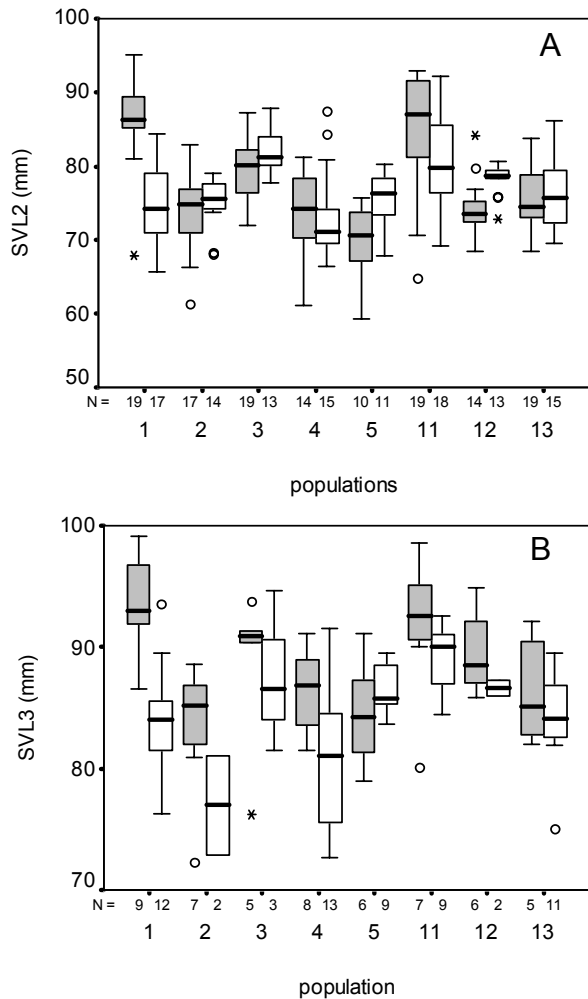 100
A
90
80
SVL2 (mm)
70
60
50
N = 19 17 17 14 19 13 14 15 10 11 19 18 14 13 19 15
1 2 3 4 5 11 12 13
populations
100
B
90
SVL3 (mm)
80
70
N = 9 12 7 2 5 3 8 13 6 9 7 9 6 2 5 11
1 2 3 4 5 11 12 13
population